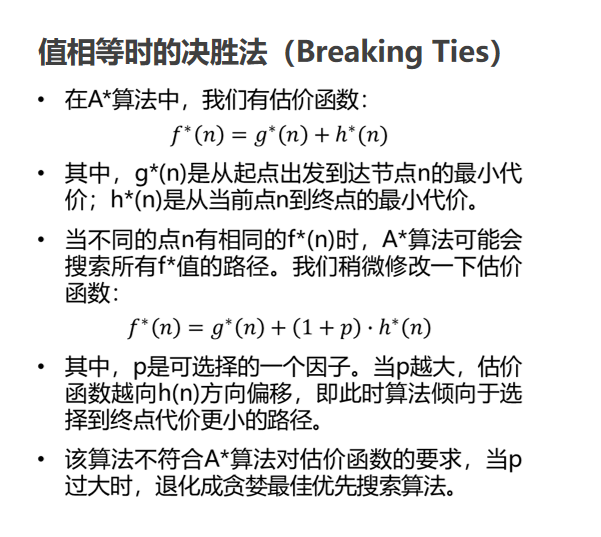 值相等时的决胜法（Breaking Ties）
• 在A*算法中，我们有估价函数：
f*(n) = g*(n) + h*(n)
• 其中，g*(n)是从起点出发到达节点n的最小代
价；h*(n)是从当前点n到终点的最小代价。
• 当不同的点n有相同的f*(n)时，A*算法可能会
搜索所有f*值的路径。我们稍微修改一下估价
函数：
f*(n) = g*(n) + (1 + p) · h*(n)
• 其中，p是可选择的一个因子。当p越大，估价
函数越向h(n)方向偏移，即此时算法倾向于选
择到终点代价更小的路径。
• 该算法不符合A*算法对估价函数的要求，当p
过大时，退化成贪婪最佳优先搜索算法。